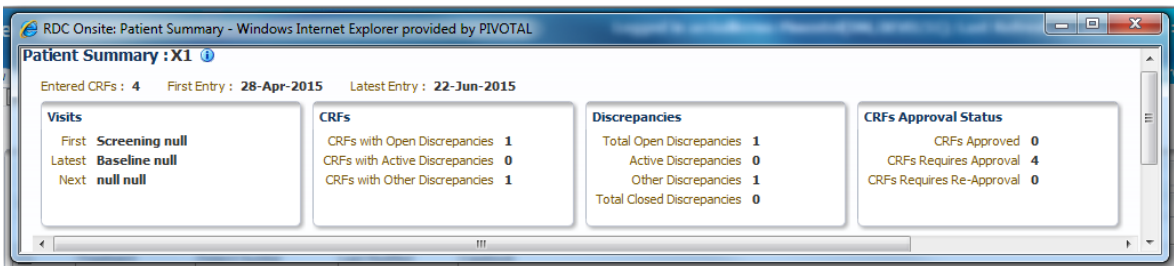 RDC Onsite: Patient Summary - Windows Internet Explorer provided by PIVOTAL
Patient Summary :X1
Entered CRFs : 4 First Entry : 28-Apr-2015 Latest Entry : 22-Jun-2015
Visits
First Screening null
Latest Baseline null
Next null null
CRFs
CRFs with Open Discrepancies 1
CRFs with Active Discrepancies 0
CRFs with Other Discrepancies 1
Discrepancies
Total Open Discrepancies 1
Active Discrepancies 0
Other Discrepancies 1
Total Closed Discrepancies 0
CRFs Approval Status
CRFs Approved 0
CRFs Requires Approval 4
CRFs Requires Re-Approval 0